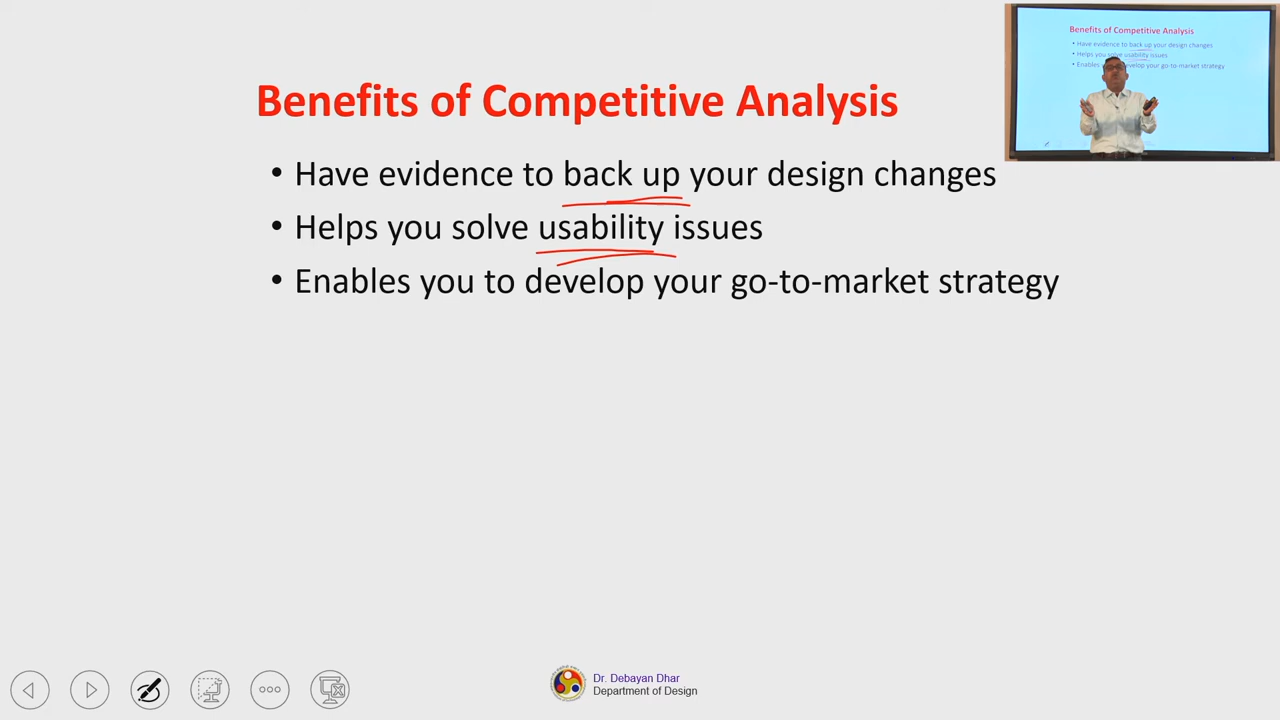 Benefits of Competitive Analysis
• Have evidence to back up your design changes
• Helps you solve usability issues
• Enables you to develop your go-to-market strategy
Benefits of Competitive Analysis
• Have evidence to back up your design changes
• Helps you solve usability issues
• Enables develop your go-to-market strategy
Dr. Debayan Dhar
Department of Design